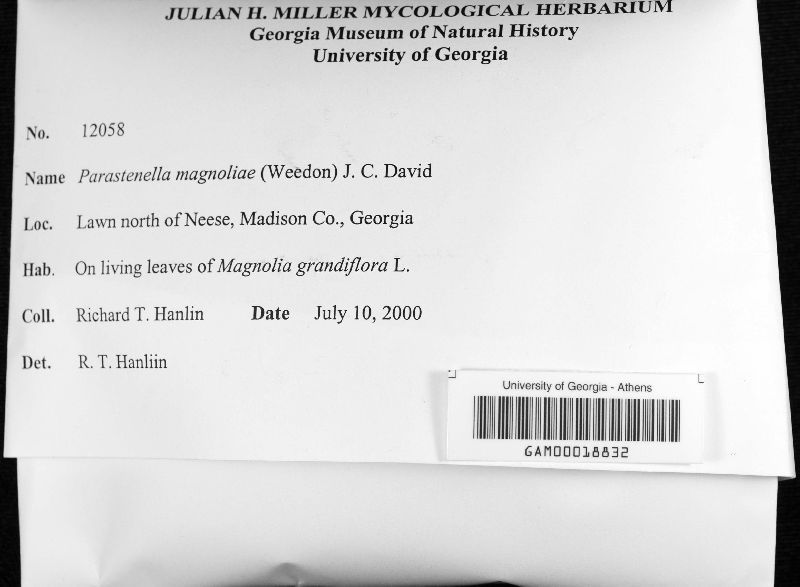 JULIAN H. MILLER MYCOLOGICAL HERBARIUM
Georgia Museum of Natural History
University of Georgia
No. 12058
Name Parastenella magnoliae (Weedon) J. C. David
Loc. Lawn north of Neese, Madison Co., Georgia
Hab. On living leaves of Magnolia grandiflora L.
Coll. Richard T. Hanlin Date July 10, 2000
Det. R. T. Hanliin
University of Georgia - Athens
GAM00018832